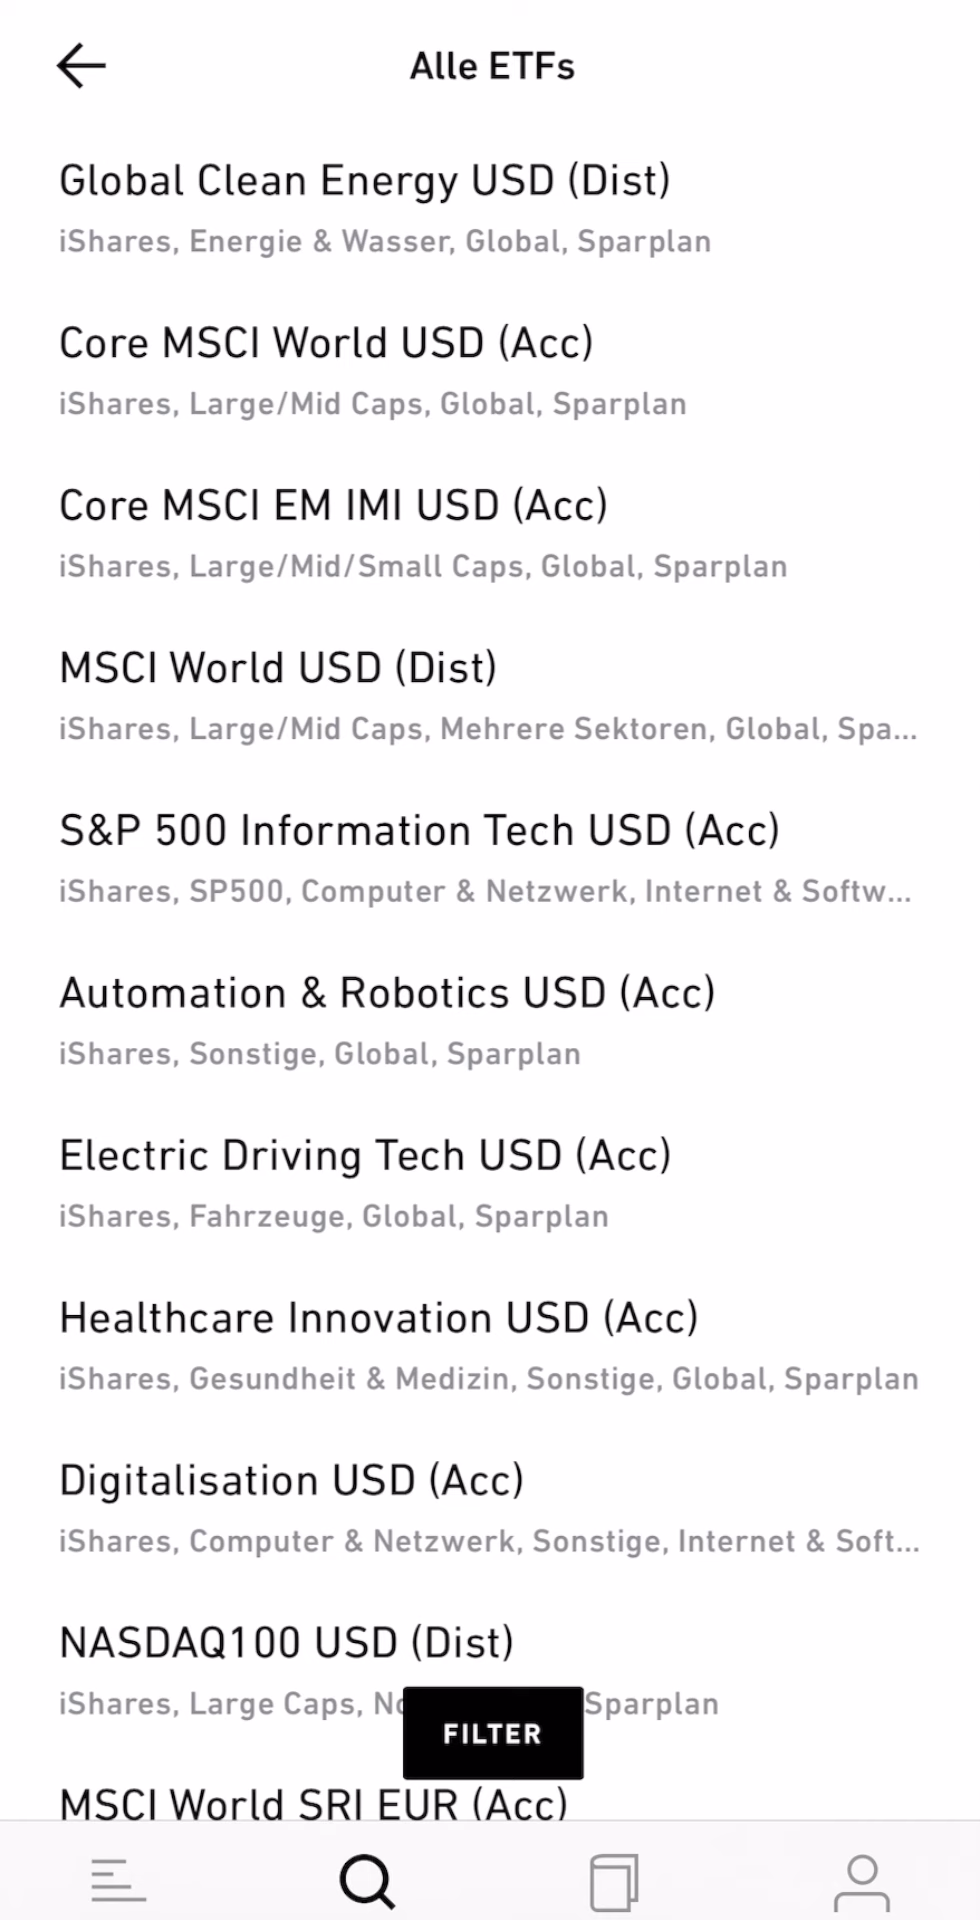 Alle ETFs
Global Clean Energy USD (Dist)
iShares, Energie & Wasser, Global, Sparplan
Core MSCI World USD (Acc)
iShares, Large/Mid Caps, Global, Sparplan
Core MSCI EM IMI USD (Acc)
iShares, Large/Mid/Small Caps, Global, Sparplan
MSCI World USD (Dist)
iShares, Large/Mid Caps, Mehrere Sektoren, Global, Spa...
S&P 500 Information Tech USD (Acc)
iShares, SP500, Computer & Netzwerk, Internet & Softw...
Automation & Robotics USD (Acc)
iShares, Sonstige, Global, Sparplan
Electric Driving Tech USD (Acc)
iShares, Fahrzeuge, Global, Sparplan
Healthcare Innovation USD (Acc)
iShares, Gesundheit & Medizin, Sonstige, Global, Sparplan
Digitalisation USD (Acc)
iShares, Computer & Netzwerk, Sonstige, Internet & Soft...
NASDAQ100 USD (Dist)
iShares, Large Caps, Sparplan
FILTER
MSCI World SRI EUR (Acc)